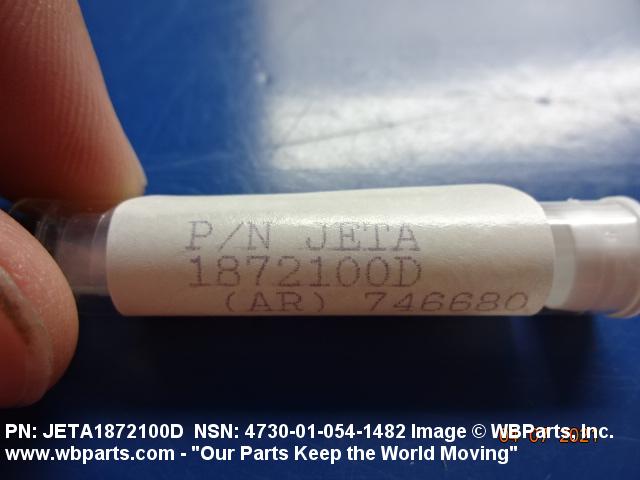 P/N JETA
1872100D
(AR) 746680
PN: JETA1872100D NSN: 4730-01-054-1482 Image © WBParts, Inc.
www.wbparts.com - "Our Parts Keep the World Moving"